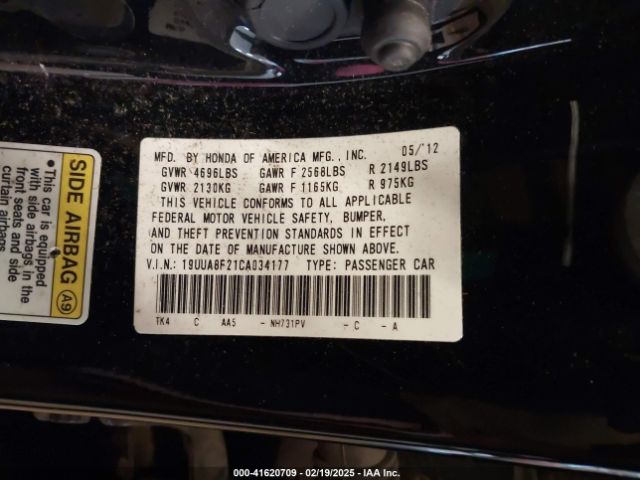 SIDE AIRBAG A9
•This car is equipped
with side airbags in the
front seats and side
curtain airbags.
MFD. BY HONDA OF AMERICA MFG., INC. 05/'12
GVWR 4696LBS GAWR F 2568LBS R 2149LBS
GVWR 2130KG GAWR F 1165KG R 975KG
THIS VEHICLE CONFORMS TO ALL APPLICABLE
FEDERAL MOTOR VEHICLE SAFETY, BUMPER,
AND THEFT PREVENTION STANDARDS IN EFFECT
ON THE DATE OF MANUFACTURE SHOWN ABOVE.
V.I.N.: 19UUA8F21CA034177 TYPE: PASSENGER CAR
TK4 C AA5 - NH731PV - C - A
000-41620709 - 02/19/2025 - IAA Inc.